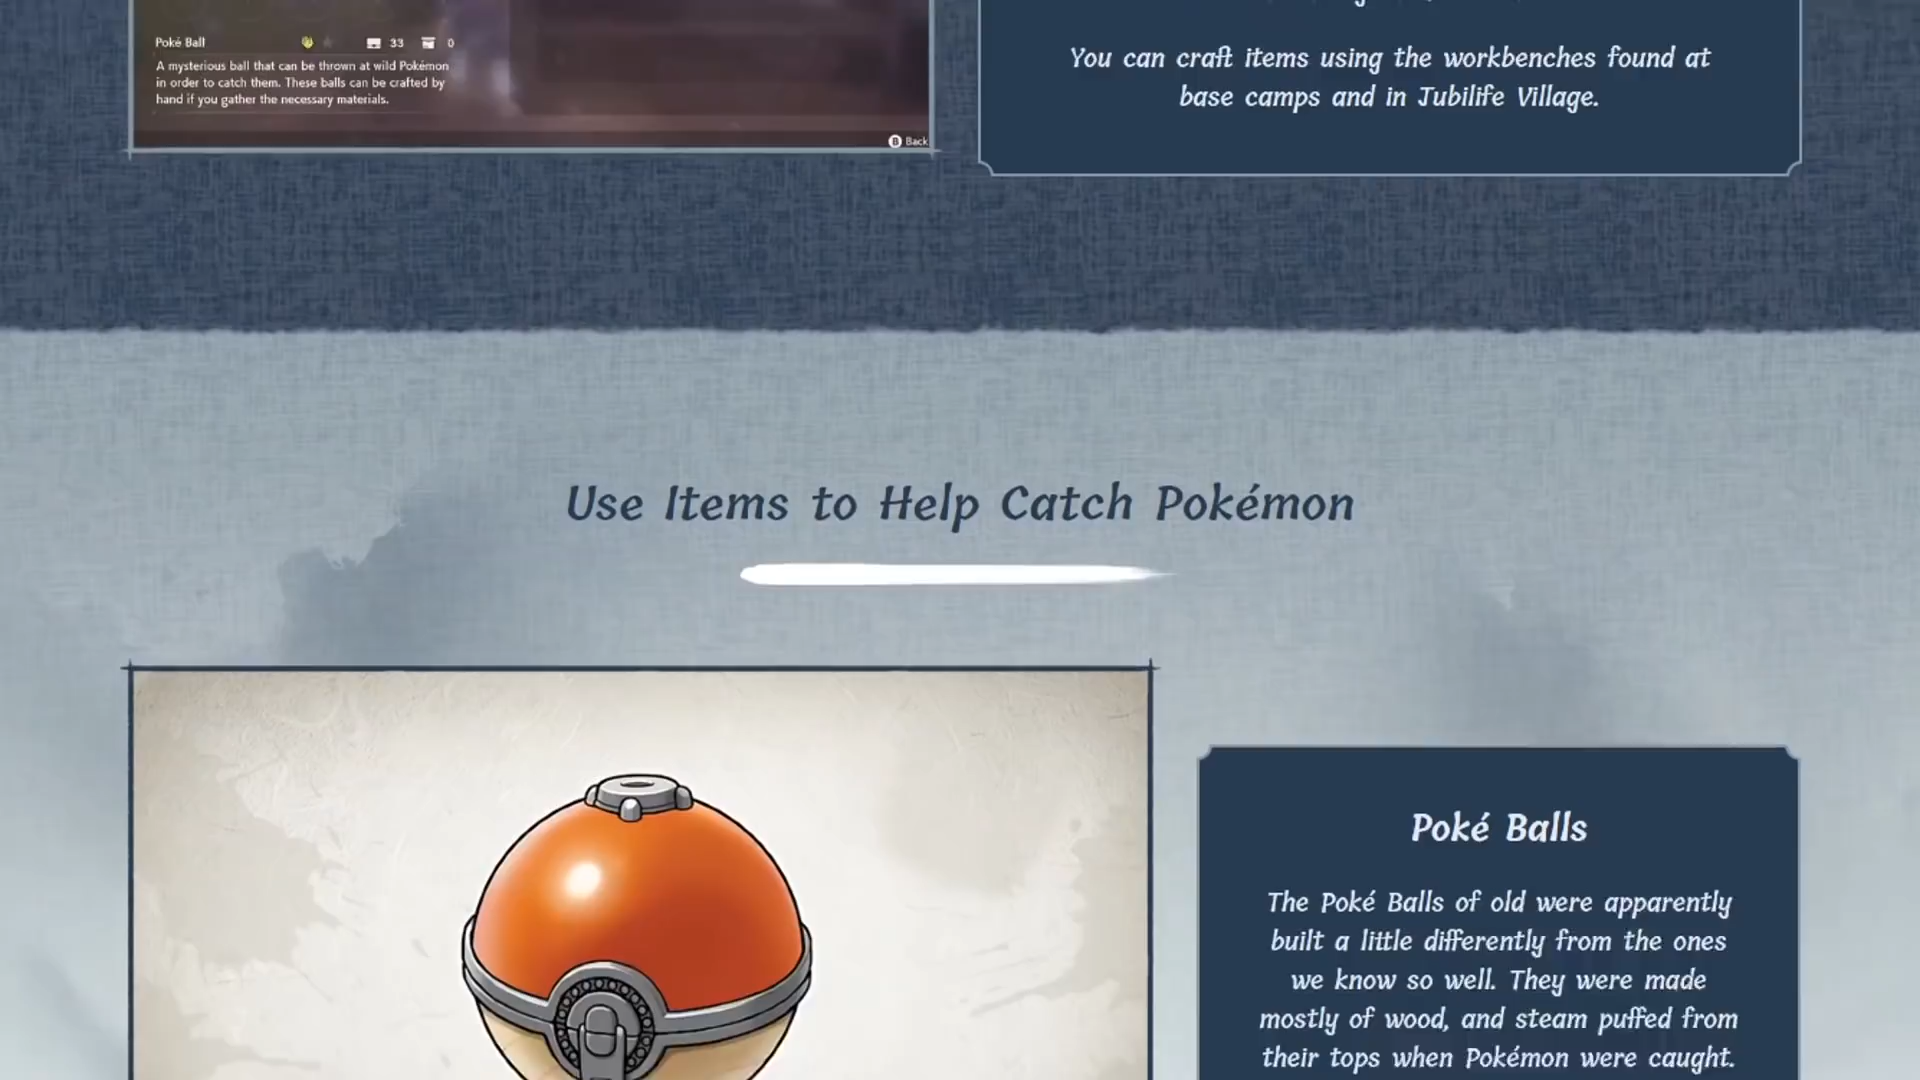 Poké Ball 33 0
A mysterious ball that can be thrown at wild Pokémon
in order to catch them. These balls can be crafted by
hand if you gather the necessary materials.
B Back
You can craft items using the workbenches found at
base camps and in Jubilife Village.
Use Items to Help Catch Pokémon
Poké Balls
The Poké Balls of old were apparently
built a little differently from the ones
we know so well. They were made
mostly of wood, and steam puffed from
their tops when Pokémon were caught.